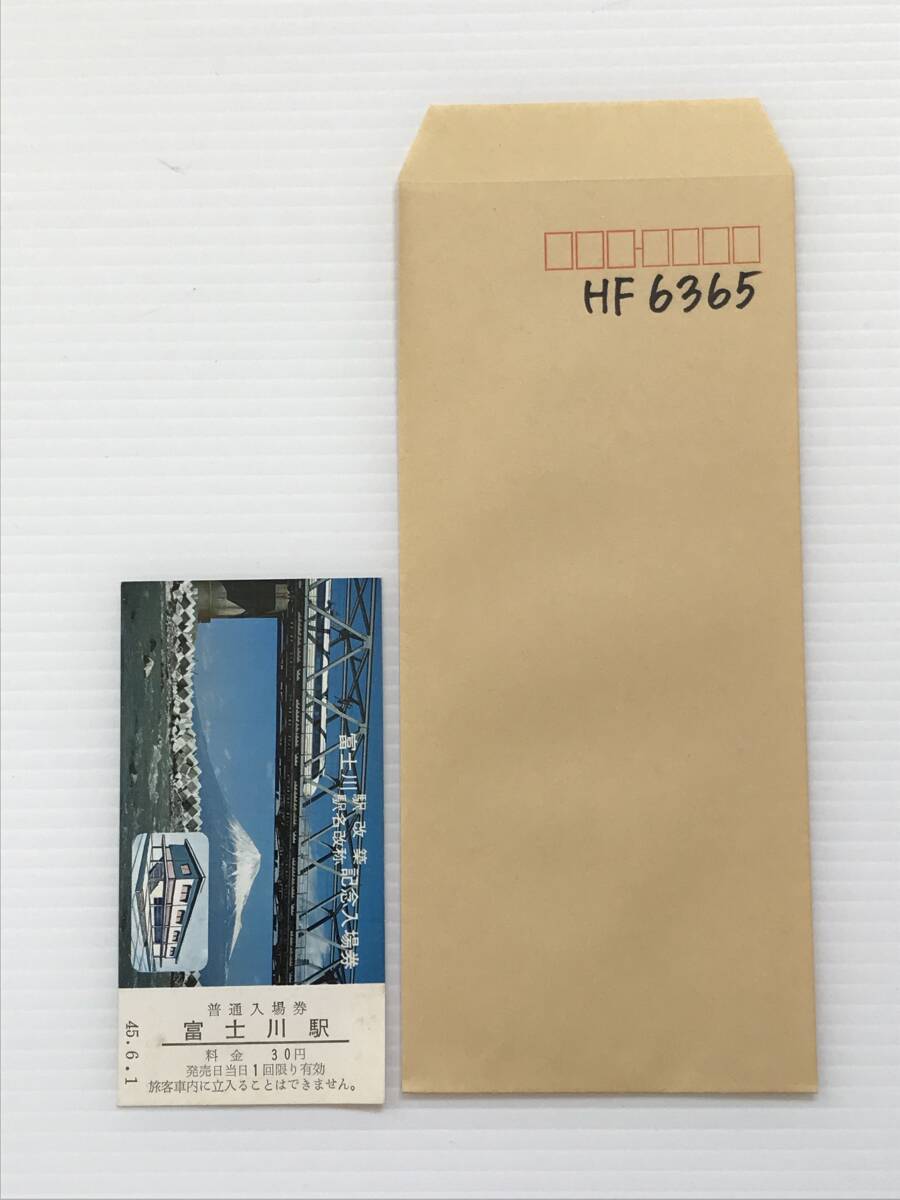 HF 6365
富士川 駅改築 記念入場券
駅名改称
普通入場券
富士川駅
料金 30円
発売日当日1回限り有効
旅客車内に立入ることはできません。
45.6.1